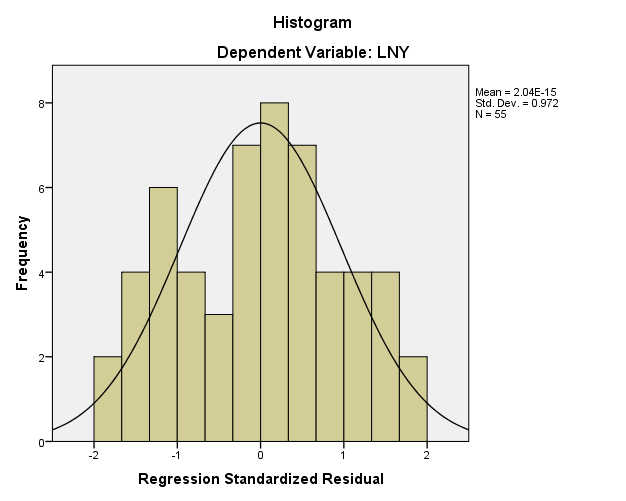 Histogram
Dependent Variable: LNY
Mean = 2.04E-15
Std. Dev. = 0.972
N = 55
Frequency
8
6
4
2
0
-2 -1 0 1 2
Regression Standardized Residual